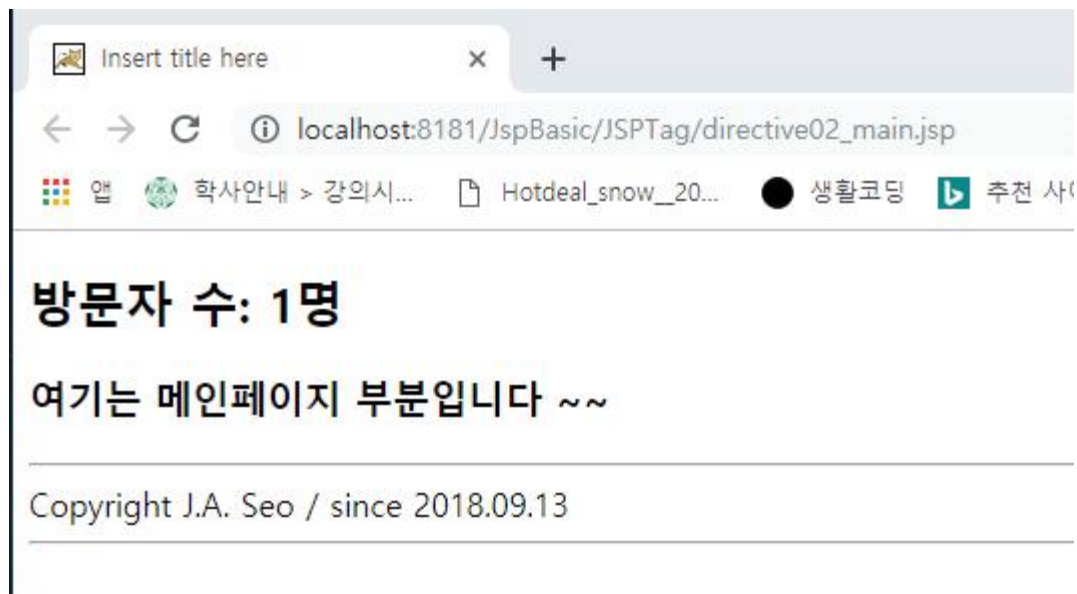 Insert title here
localhost:8181/JspBasic/JSPTag/directive02_main.jsp
앱 학사안내 > 강의시... Hotdeal_snow__20... 생활코딩 추천
방문자 수: 1명
여기는 메인페이지 부분입니다 ~~
Copyright J.A. Seo / since 2018.09.13